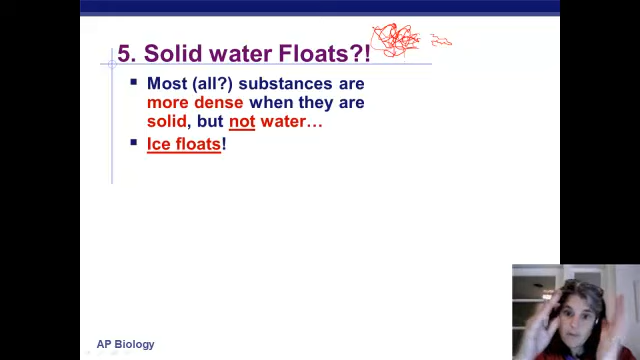 5. Solid water Floats?!
▪ Most (all?) substances are
more dense when they are
solid, but not water…
▪ Ice floats!
AP Biology